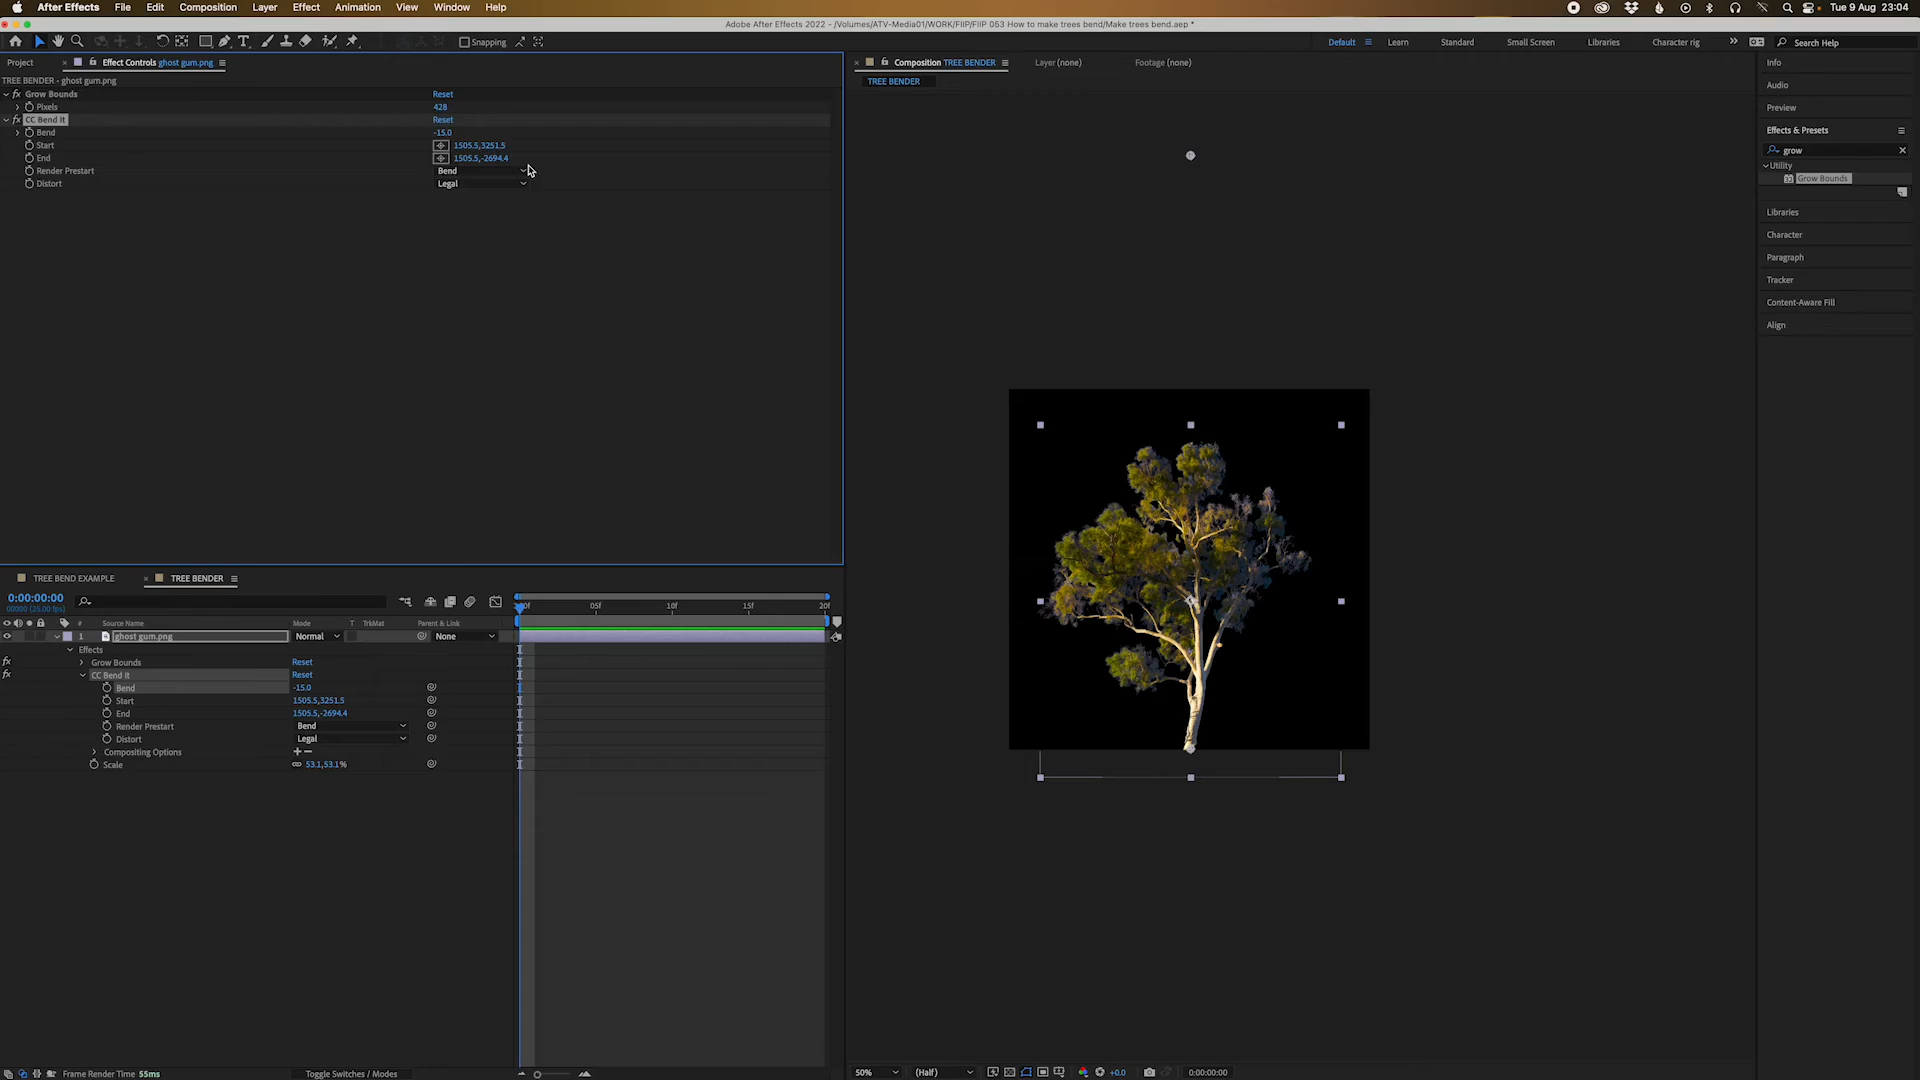 After Effects File Edit Composition Layer Effect Animation View Window Help Tue 9 Aug 23:04
Adobe After Effects 2022 - /Volumes/ATV-Media01/WORK/FIIP/FIIP 053 How to make trees bend/Make trees bend.aep *
Snapping Default Learn Standard Small Screen Libraries Character rig Search Help
Project Effect Controls ghost gum.png Composition TREE BENDER Layer (none) Footage (none) Info
TREE BENDER - ghost gum.png TREE BENDER
Audio
fx Grow Bounds Reset
Pixels 428 Preview
fx CC Bend It Reset
Bend -15.0 Effects & Presets
Start 1505.5,3251.5 grow
End 1505.5,-2694.4
Utility
Render Prestart Bend
Grow Bounds
Distort Legal
Libraries
Character
Paragraph
Tracker
Content-Aware Fill
Align
TREE BEND EXAMPLE TREE BENDER
0:00:00:00
00000 (25.00 fps)
05f 10f 15f 20f
# Source Name Mode T TrkMat Parent & Link
1 ghost gum.png Normal None
Effects
fx Grow Bounds Reset
fx CC Bend It Reset
Bend -15.0
Start 1505.5,3251.5
End 1505.5,-2694.4
Render Prestart Bend
Distort Legal
Compositing Options + −
Scale 53.1,53.1%
Frame Render Time 55ms Toggle Switches / Modes 50% (Half) +0.0 0:00:00:00